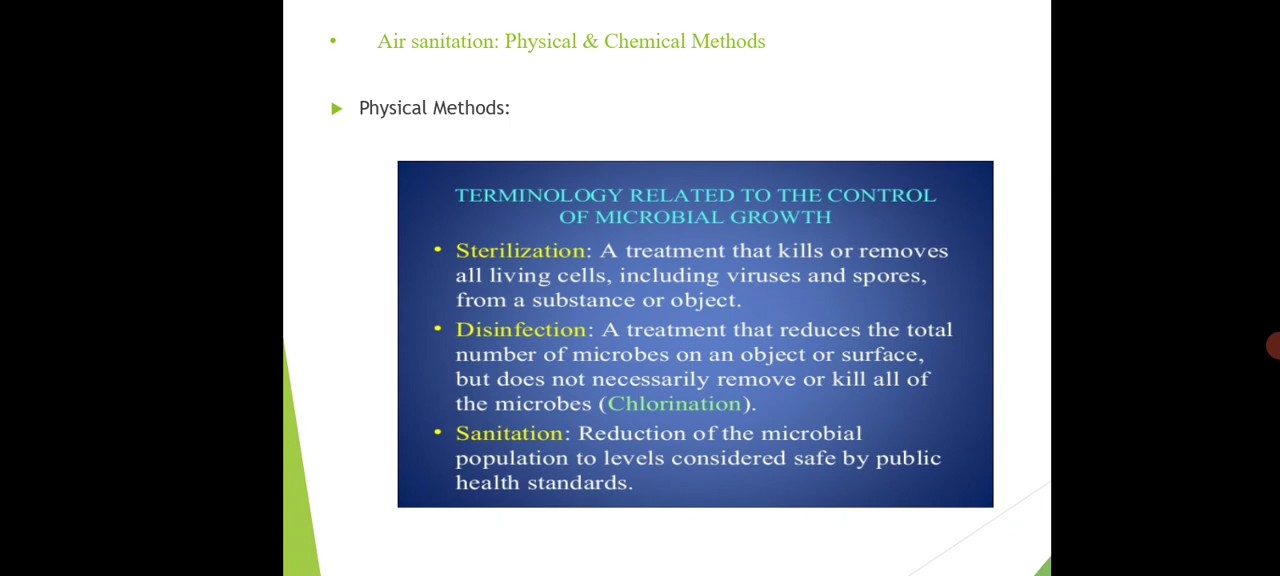 • Air sanitation: Physical & Chemical Methods
Physical Methods:
TERMINOLOGY RELATED TO THE CONTROL
OF MICROBIAL GROWTH
• Sterilization: A treatment that kills or removes
all living cells, including viruses and spores,
from a substance or object.
• Disinfection: A treatment that reduces the total
number of microbes on an object or surface,
but does not necessarily remove or kill all of
the microbes (Chlorination).
• Sanitation: Reduction of the microbial
population to levels considered safe by public
health standards.